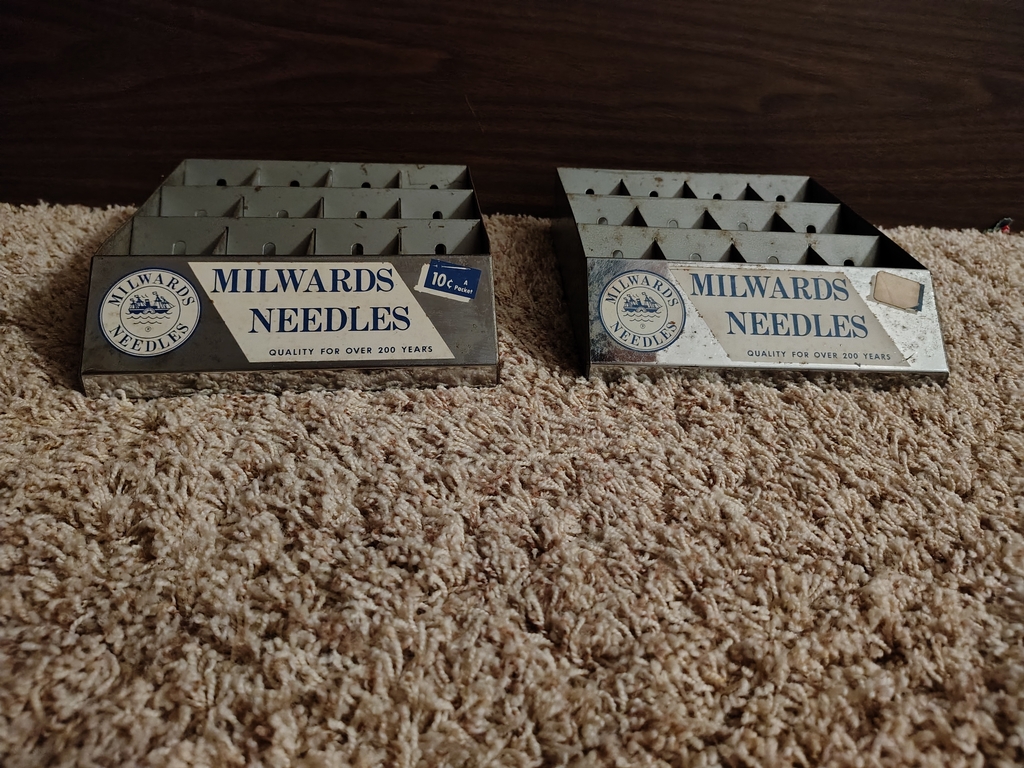 MILWARDS
NEEDLES
®
MILWARDS
NEEDLES
QUALITY FOR OVER 200 YEARS
10¢ A
Packet
MILWARDS
NEEDLES
MILWARDS
NEEDLES
QUALITY FOR OVER 200 YEARS